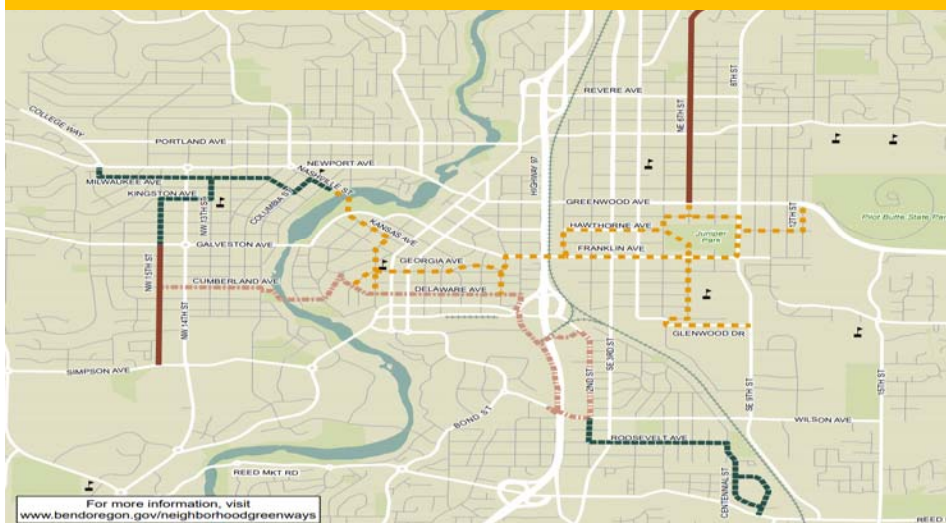 REVERE AVE
8TH ST
NE 6TH ST
COLLEGE WAY
PORTLAND AVE
HIGHWAY 97
NEWPORT AVE
NASHVILLE ST
MILWAUKEE AVE
KINGSTON AVE
COLUMBIA ST
NW 13TH ST
GREENWOOD AVE
12TH ST
Pilot Butte State Par
KANSAS AVE
HAWTHORNE AVE
Juniper
Park
GALVESTON AVE
FRANKLIN AVE
GEORGIA AVE
NW 15TH ST
CUMBERLAND AVE
DELAWARE AVE
NW 14TH ST
GLENWOOD DR
SIMPSON AVE
2ND ST
SE 3RD ST
SE 9TH ST
15TH ST
BOND ST
WILSON AVE
ROOSEVELT AVE
REED MKT RD
CENTENNIAL ST
REED
For more information, visit
www.bendoregon.gov/neighborhoodgreenways